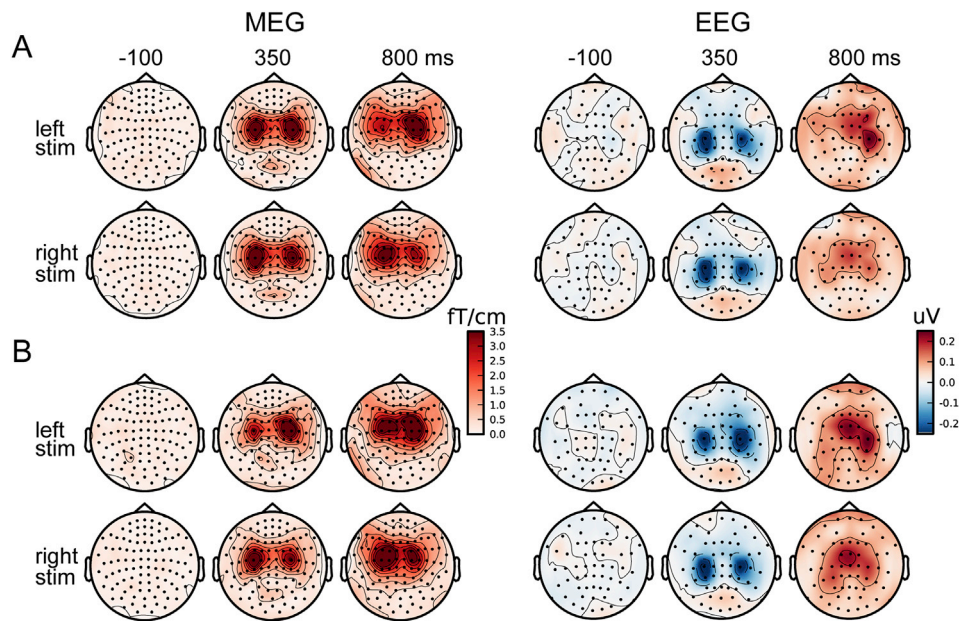 MEG EEG
A
-100 350 800 ms -100 350 800 ms
left
stim
right
stim
fT/cm uV
3.5
3.0
2.5
2.0
1.5
1.0
0.5
0.0
0.2
0.1
0.0
-0.1
-0.2
B
left
stim
right
stim